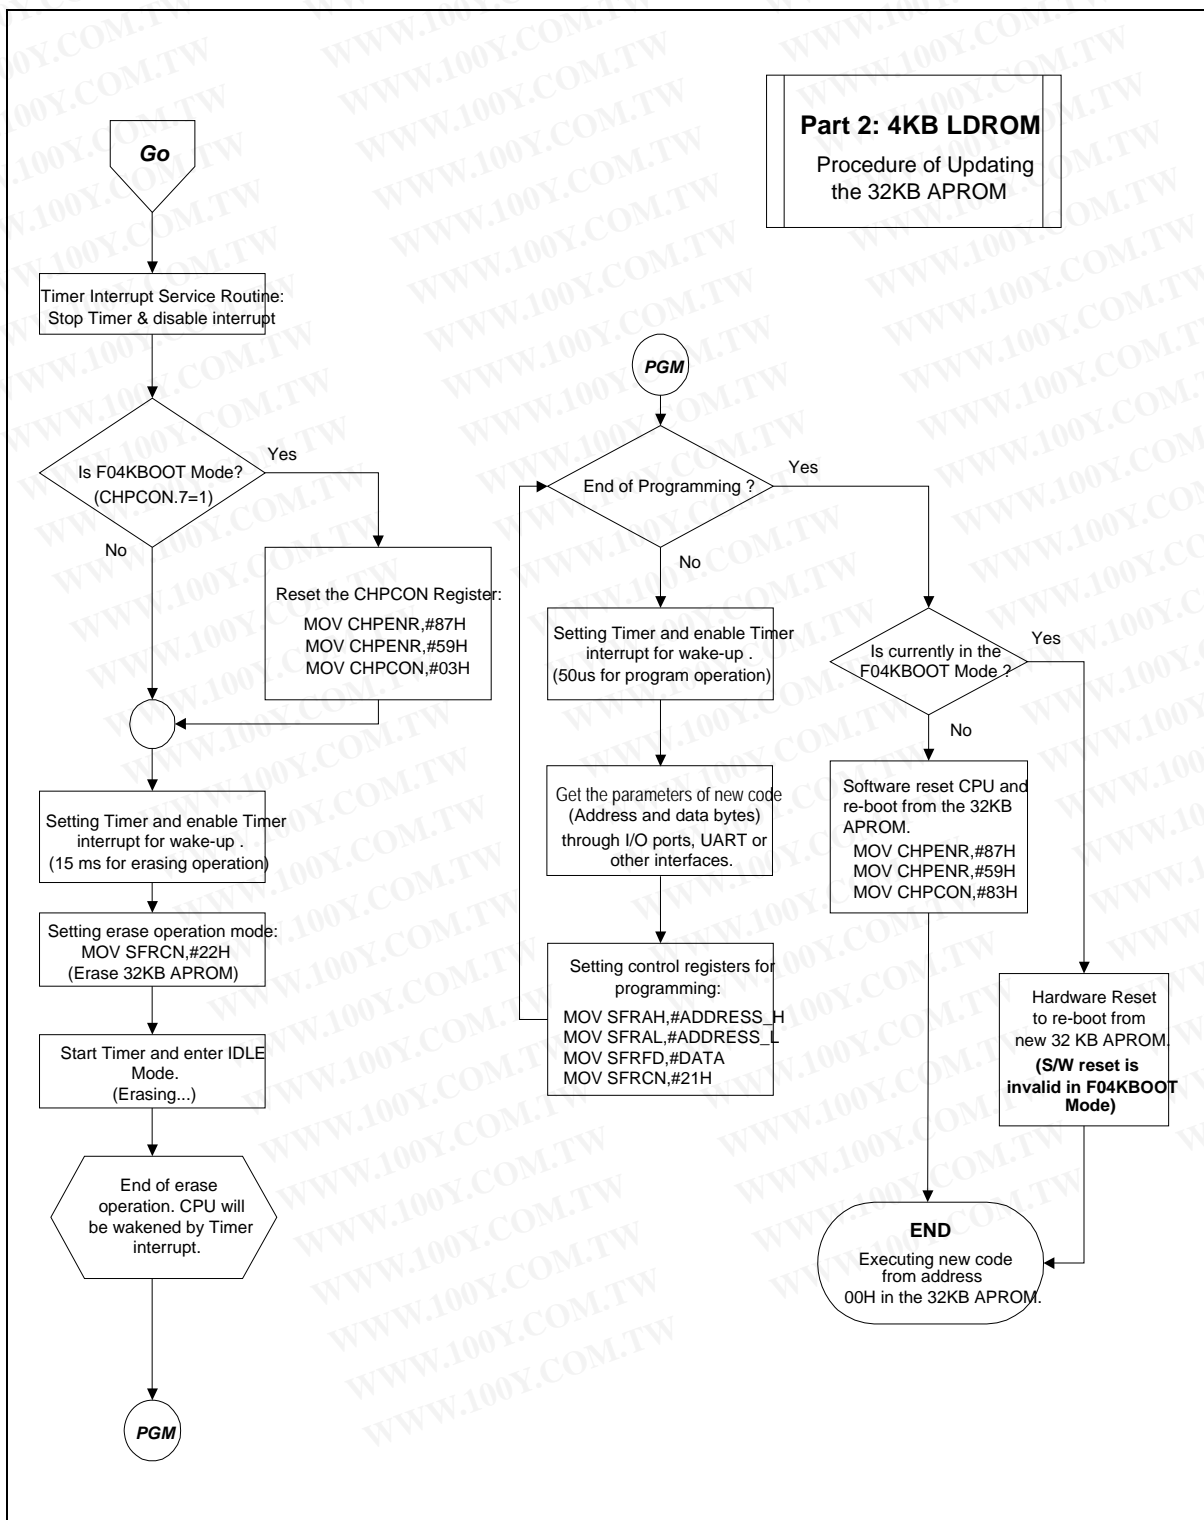 Part 2: 4KB LDROM
Procedure of Updating
the 32KB APROM
Go
Timer Interrupt Service Routine:
Stop Timer & disable interrupt
Is F04KBOOT Mode?
(CHPCON.7=1)
Yes
No
Reset the CHPCON Register:
MOV CHPENR,#87H
MOV CHPENR,#59H
MOV CHPCON,#03H
Setting Timer and enable Timer
interrupt for wake-up .
(15 ms for erasing operation)
Setting erase operation mode:
MOV SFRCN,#22H
(Erase 32KB APROM)
Start Timer and enter IDLE
Mode.
(Erasing...)
End of erase
operation. CPU will
be wakened by Timer
interrupt.
PGM
PGM
End of Programming ?
Yes
No
Setting Timer and enable Timer
interrupt for wake-up .
(50us for program operation)
Get the parameters of new code
(Address and data bytes)
through I/O ports, UART or
other interfaces.
Setting control registers for
programming:
MOV SFRAH,#ADDRESS_H
MOV SFRAL,#ADDRESS_L
MOV SFRFD,#DATA
MOV SFRCN,#21H
Is currently in the
F04KBOOT Mode ?
Yes
No
Software reset CPU and
re-boot from the 32KB
APROM.
MOV CHPENR,#87H
MOV CHPENR,#59H
MOV CHPCON,#83H
Hardware Reset
to re-boot from
new 32 KB APROM.
(S/W reset is
invalid in F04KBOOT
Mode)
END
Executing new code
from address
00H in the 32KB APROM.
WWW.100Y.COM.TW